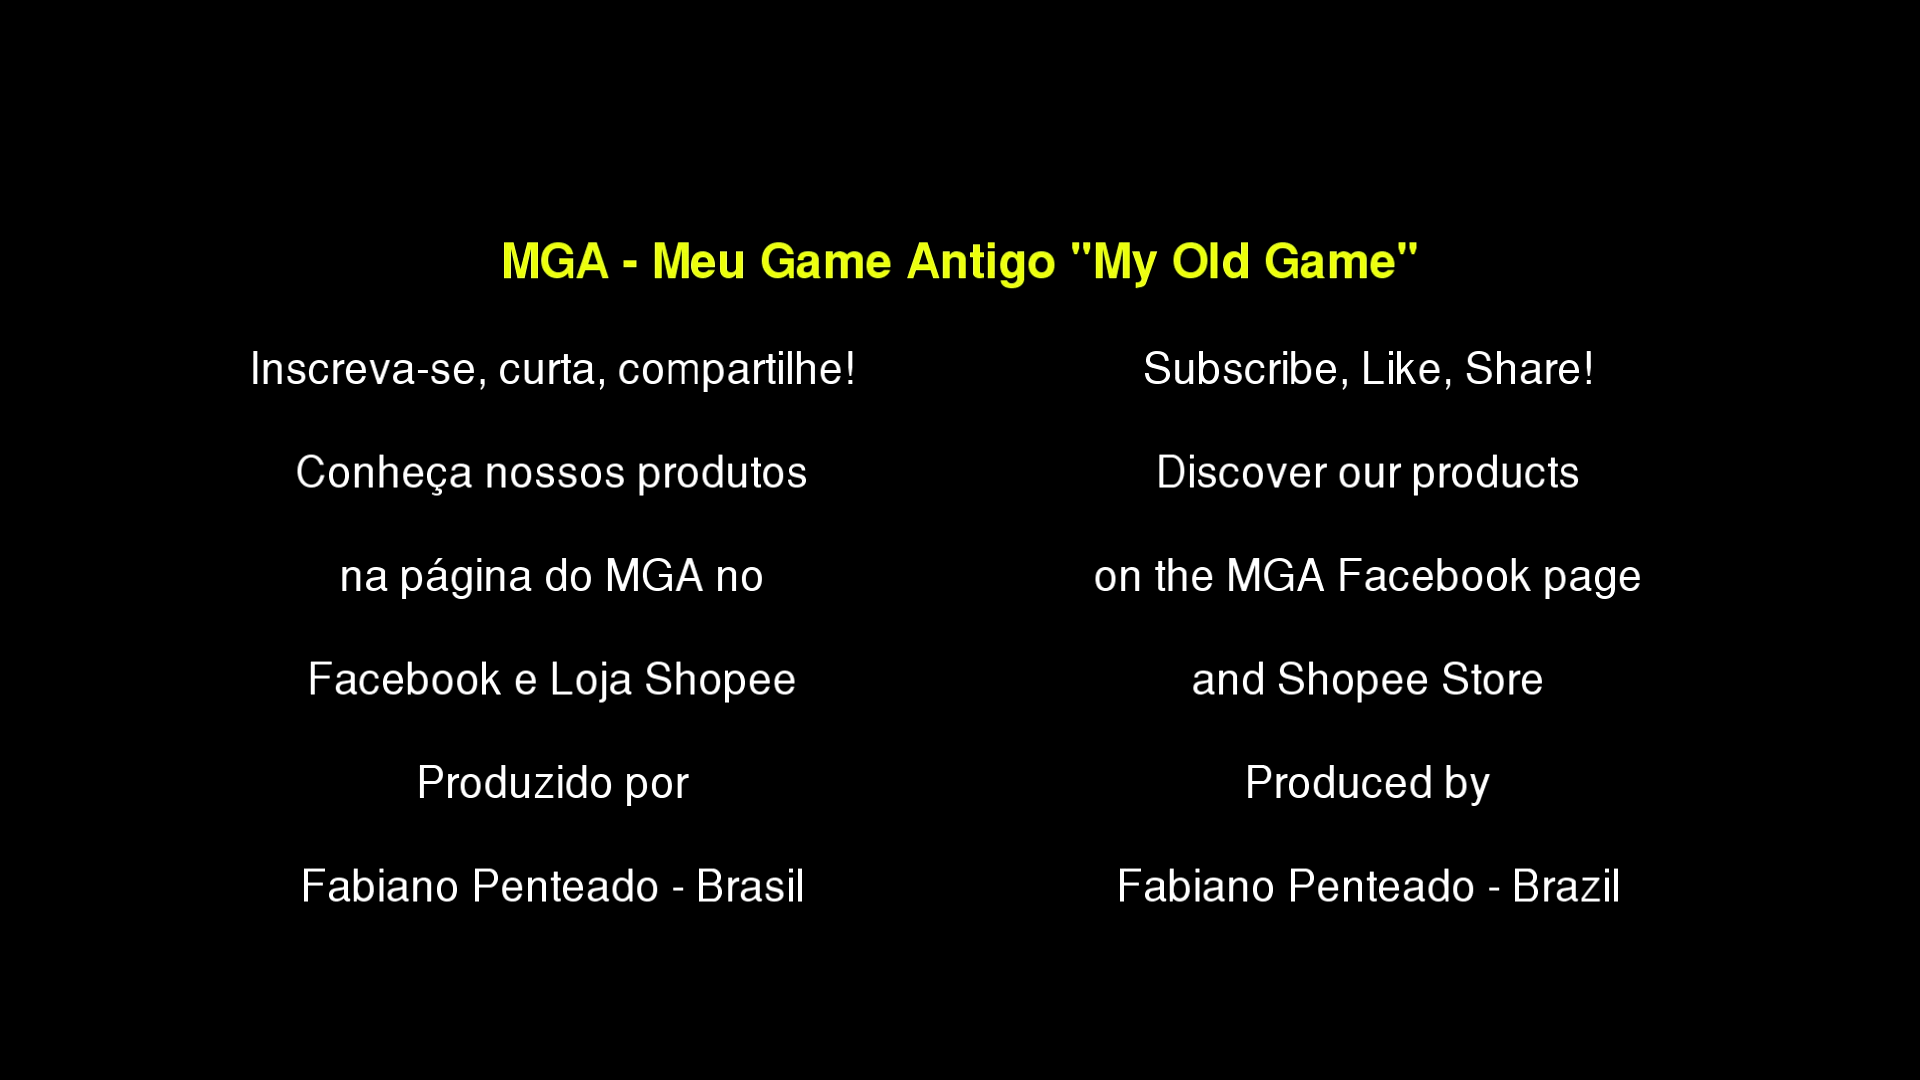 MGA - Meu Game Antigo "My Old Game"
Inscreva-se, curta, compartilhe!
Conheça nossos produtos
na página do MGA no
Facebook e Loja Shopee
Produzido por
Fabiano Penteado - Brasil
Subscribe, Like, Share!
Discover our products
on the MGA Facebook page
and Shopee Store
Produced by
Fabiano Penteado - Brazil